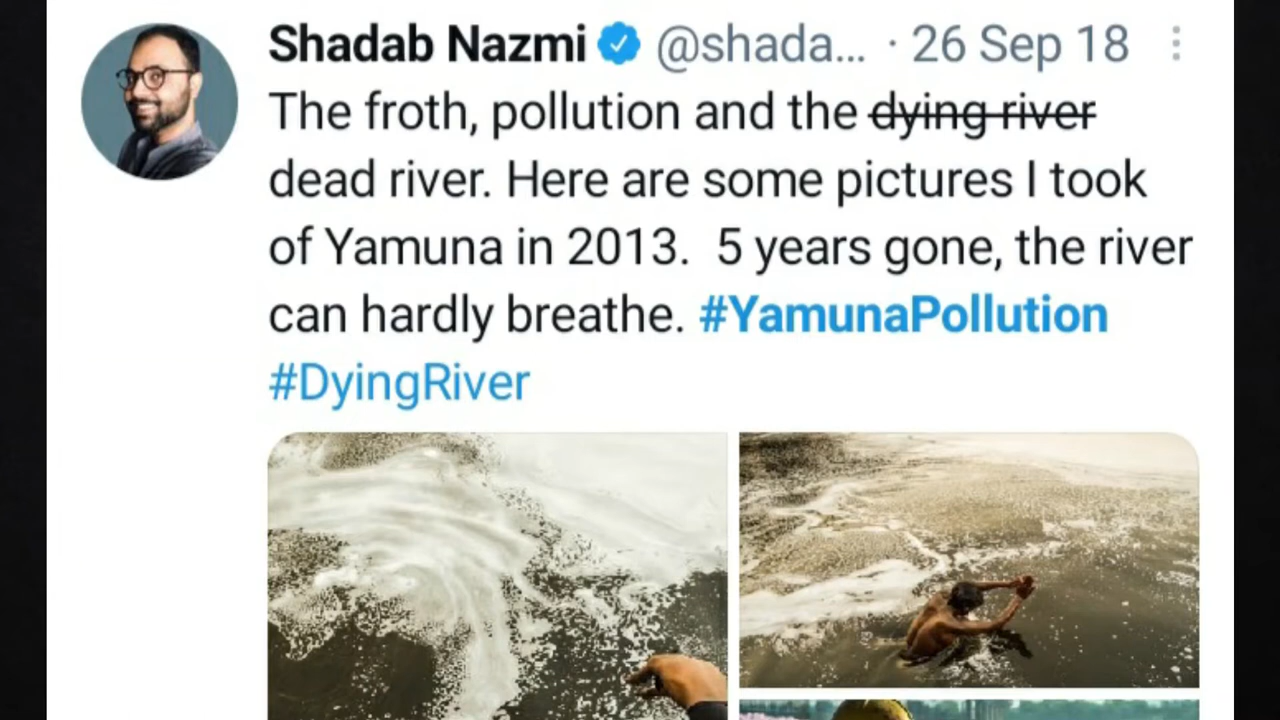 Shadab Nazmi @shada... · 26 Sep 18
The froth, pollution and the dying river
dead river. Here are some pictures I took
of Yamuna in 2013. 5 years gone, the river
can hardly breathe. #YamunaPollution
#DyingRiver